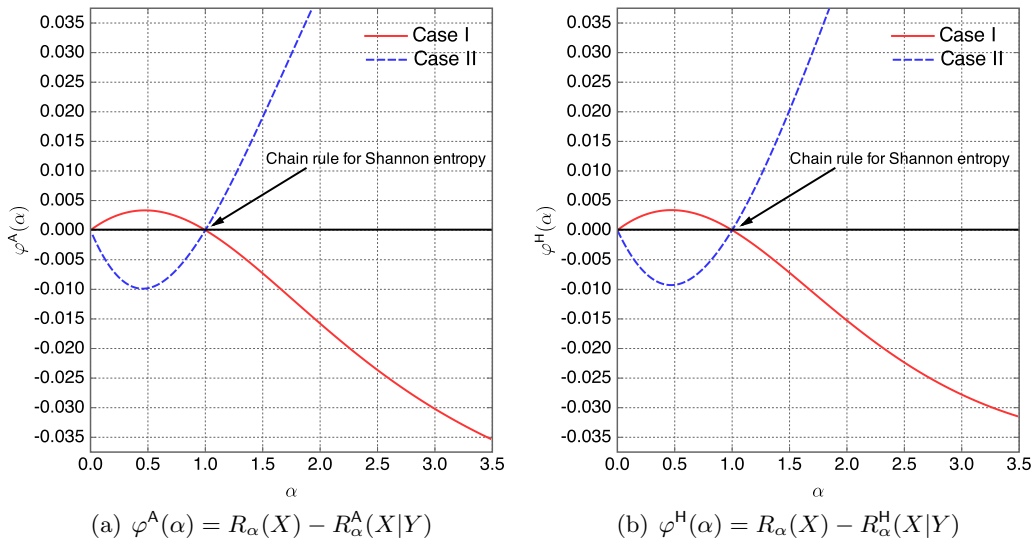 0.035
0.030
0.025
0.020
0.015
0.010
0.005
0.000
-0.005
-0.010
-0.015
-0.020
-0.025
-0.030
-0.035
φ^A(α)
Case I
Case II
Chain rule for Shannon entropy
0.0 0.5 1.0 1.5 2.0 2.5 3.0 3.5
α
(a) φ^A(α) = R_α(X) − R_α^A(X|Y)
0.035
0.030
0.025
0.020
0.015
0.010
0.005
0.000
-0.005
-0.010
-0.015
-0.020
-0.025
-0.030
-0.035
φ^H(α)
Case I
Case II
Chain rule for Shannon entropy
0.0 0.5 1.0 1.5 2.0 2.5 3.0 3.5
α
(b) φ^H(α) = R_α(X) − R_α^H(X|Y)